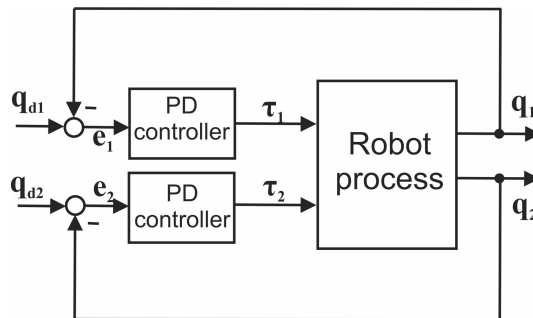 q_d1
−
e_1
PD
controller
τ_1
Robot
process
q_1
q_d2
−
e_2
PD
controller
τ_2
q_2